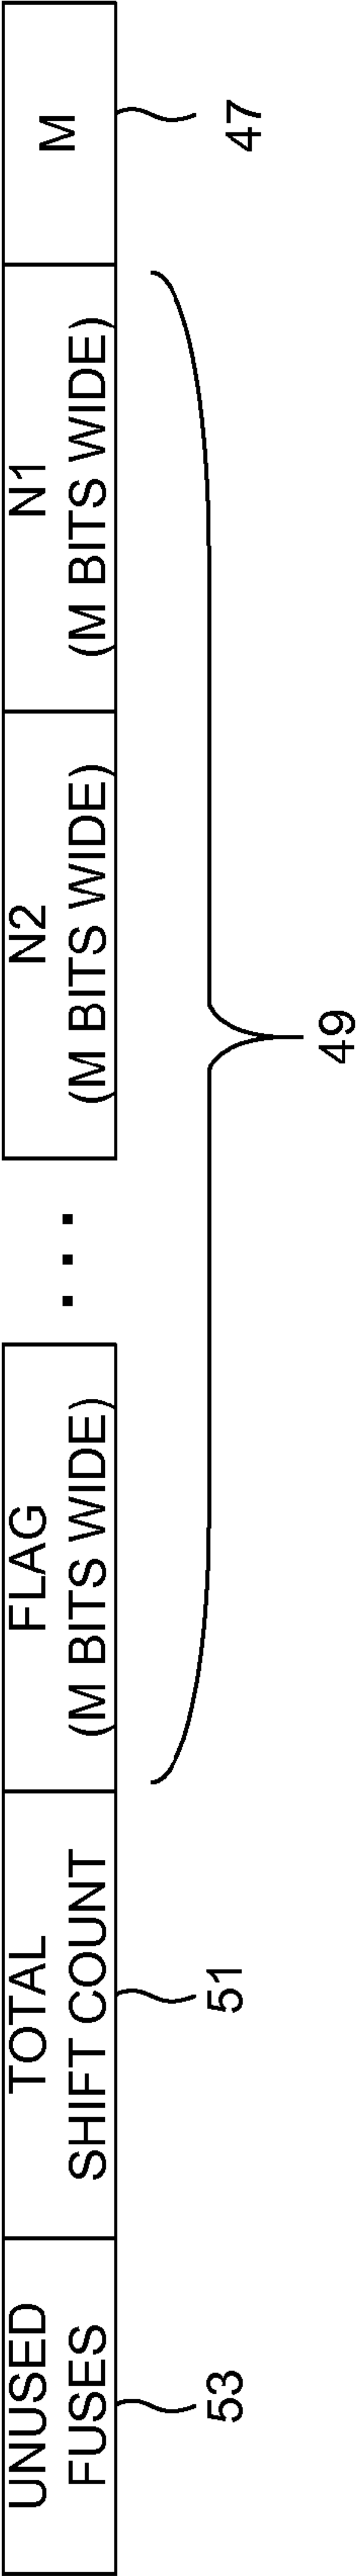 UNUSED
FUSES
TOTAL
SHIFT COUNT
FLAG
(M BITS WIDE)
. . .
N2
(M BITS WIDE)
N1
(M BITS WIDE)
M
53
51
49
47